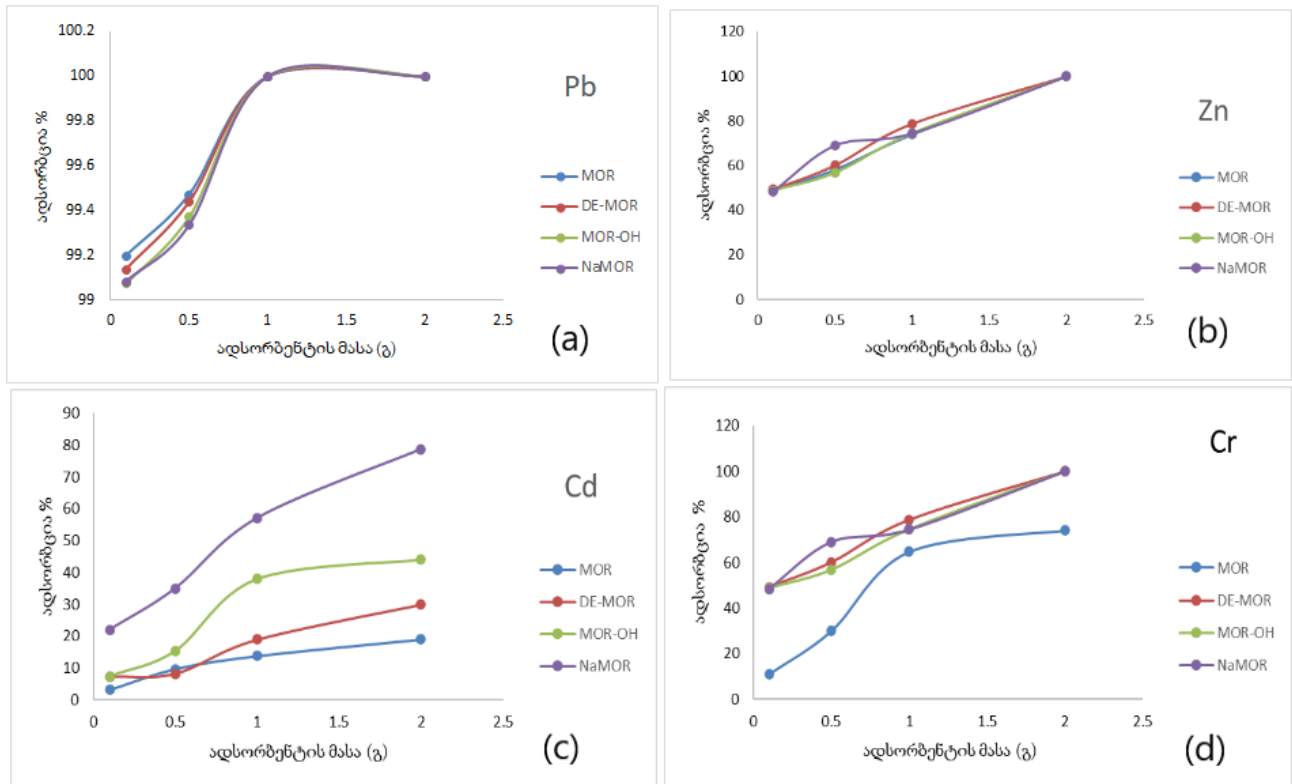 100.2
100
99.8
99.6
99.4
99.2
99
0 0.5 1 1.5 2 2.5
ადსორბცია %
ადსორბენტის მასა (გ)
Pb
MOR
DE-MOR
MOR-OH
NaMOR
(a)
120
100
80
60
40
20
0
0 0.5 1 1.5 2 2.5
ადსორბცია %
ადსორბენტის მასა (გ)
Zn
MOR
DE-MOR
MOR-OH
NaMOR
(b)
90
80
70
60
50
40
30
20
10
0
0 0.5 1 1.5 2 2.5
ადსორბცია %
ადსორბენტის მასა (გ)
Cd
MOR
DE-MOR
MOR-OH
NaMOR
(c)
120
100
80
60
40
20
0
0 0.5 1 1.5 2 2.5
ადსორბცია %
ადსორბენტის მასა (გ)
Cr
MOR
DE-MOR
MOR-OH
NaMOR
(d)